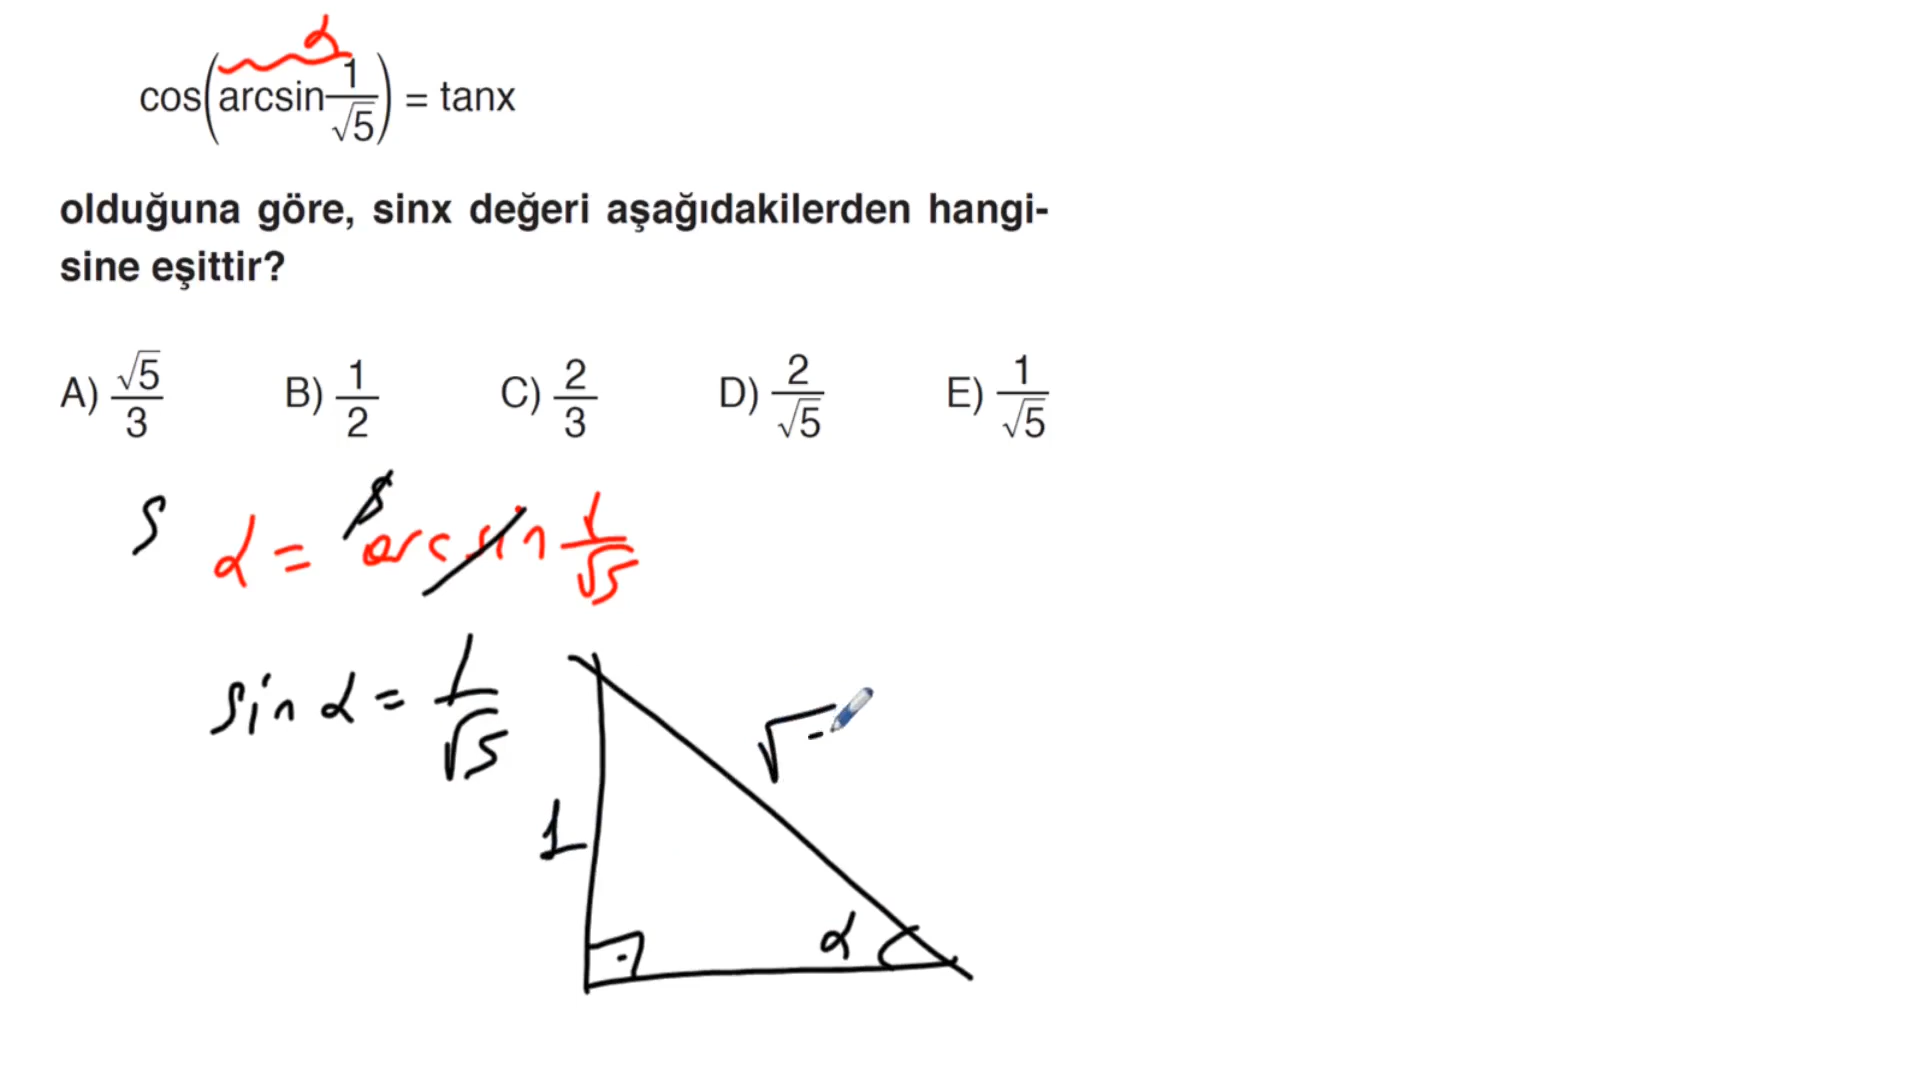 α
cos(arcsin 1/√5) = tanx
olduğuna göre, sinx değeri aşağıdakilerden hangi-
sine eşittir?
A) √5/3 B) 1/2 C) 2/3 D) 2/√5 E) 1/√5
S α = arcsin 1/√5
sin α = 1/√5
√
1
α